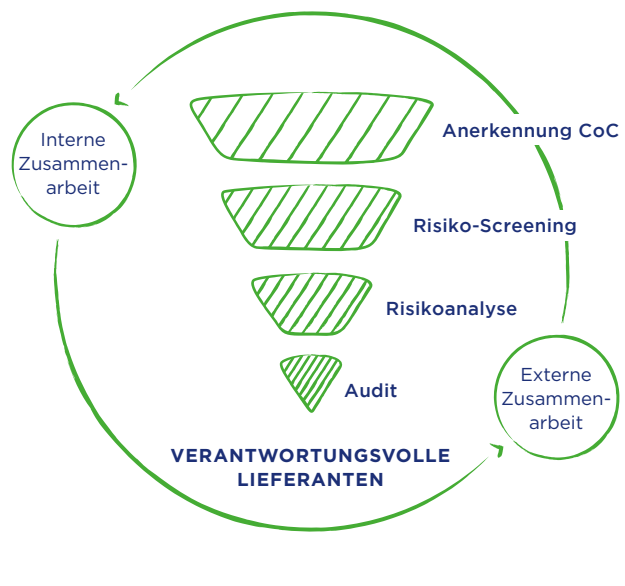 Anerkennung CoC
Interne
Zusammen-
arbeit
Risiko-Screening
Risikoanalyse
Audit
Externe
Zusammen-
arbeit
VERANTWORTUNGSVOLLE
LIEFERANTEN